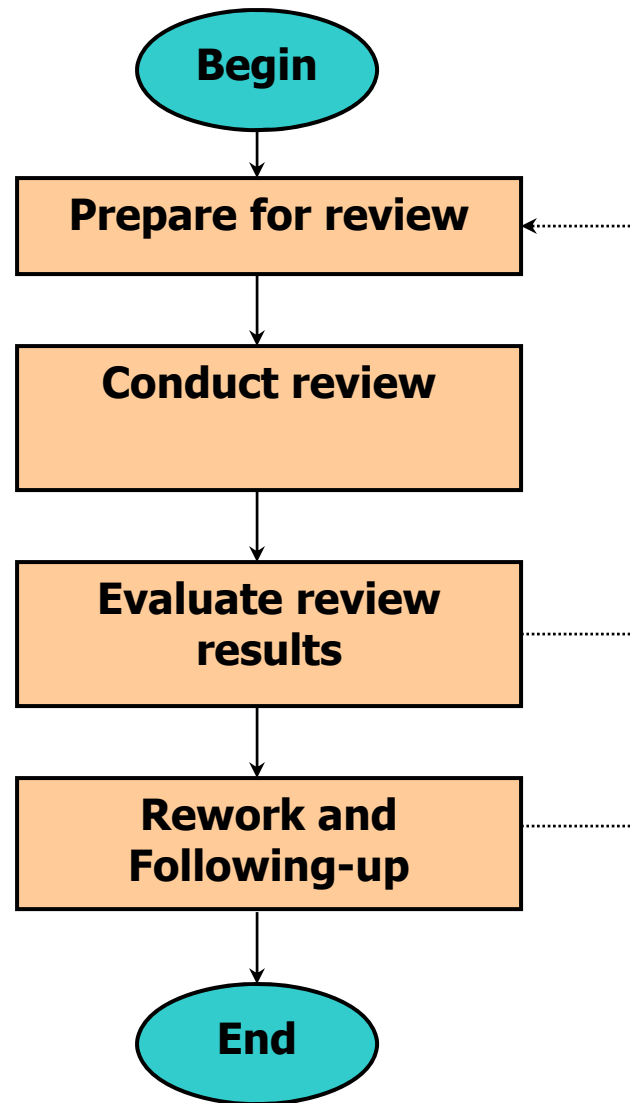 Begin
Prepare for review
Conduct review
Evaluate review
results
Rework and
Following-up
End